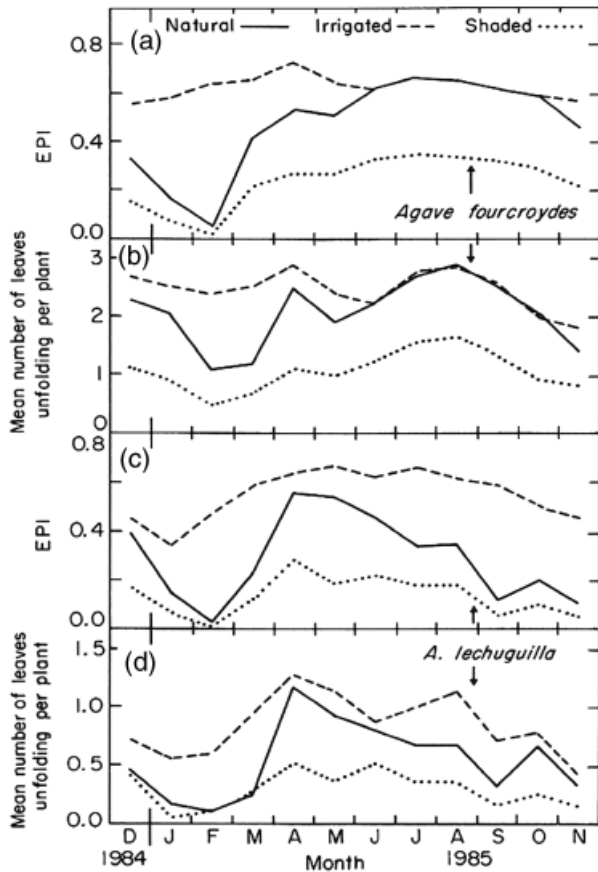 (a) Natural Irrigated Shaded
0.8
0.4
0.0
EPI
Agave fourcroydes
(b)
3
2
1
0
Mean number of leaves
unfolding per plant
(c)
0.8
0.4
0.0
EPI
A. lechuguilla
(d)
1.5
1.0
0.5
0.0
Mean number of leaves
unfolding per plant
D J F M A M J J A S O N
1984 Month 1985